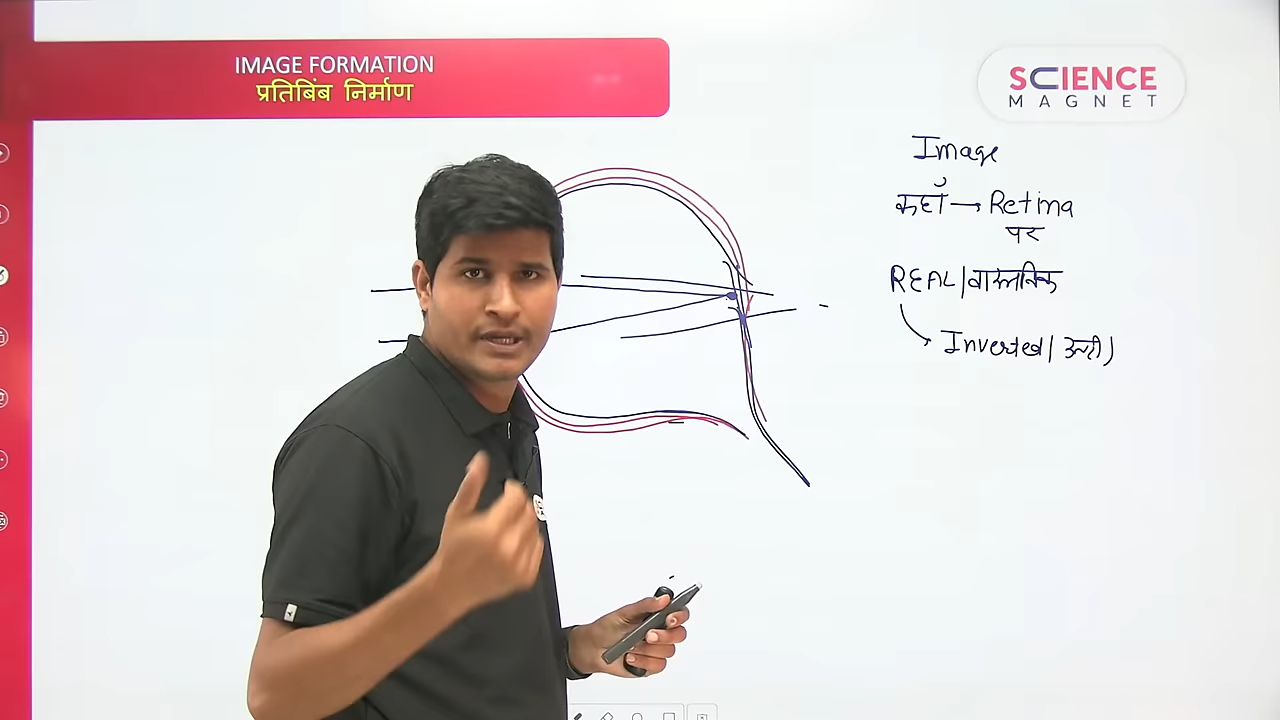 IMAGE FORMATION
प्रतिबिंब निर्माण
SCIENCE
MAGNET
Image
कहाँ → Retina
पर
REAL/वास्तविक
Inverted/उल्टी)